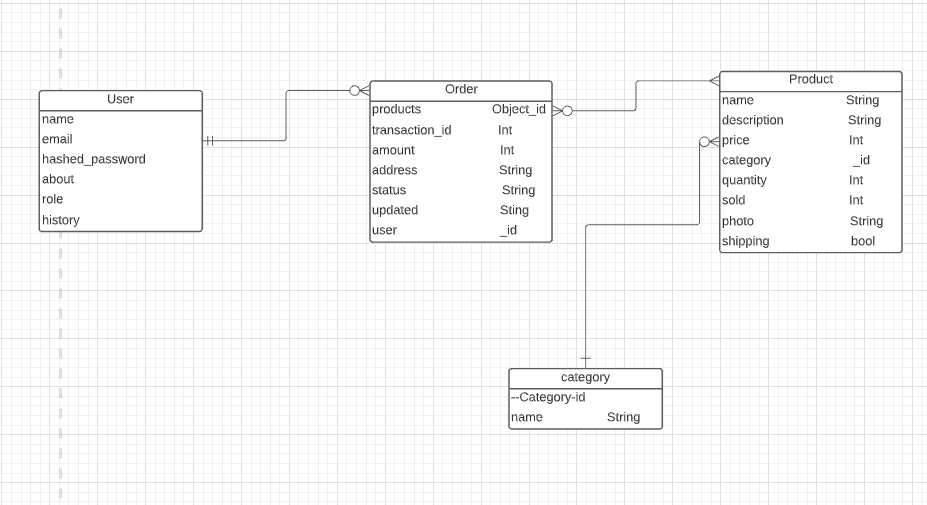 User
name
email
hashed_password
about
role
history
Order
products Object_id
transaction_id Int
amount Int
address String
status String
updated Sting
user _id
Product
name String
description String
price Int
category _id
quantity Int
sold Int
photo String
shipping bool
category
--Category-id
name String